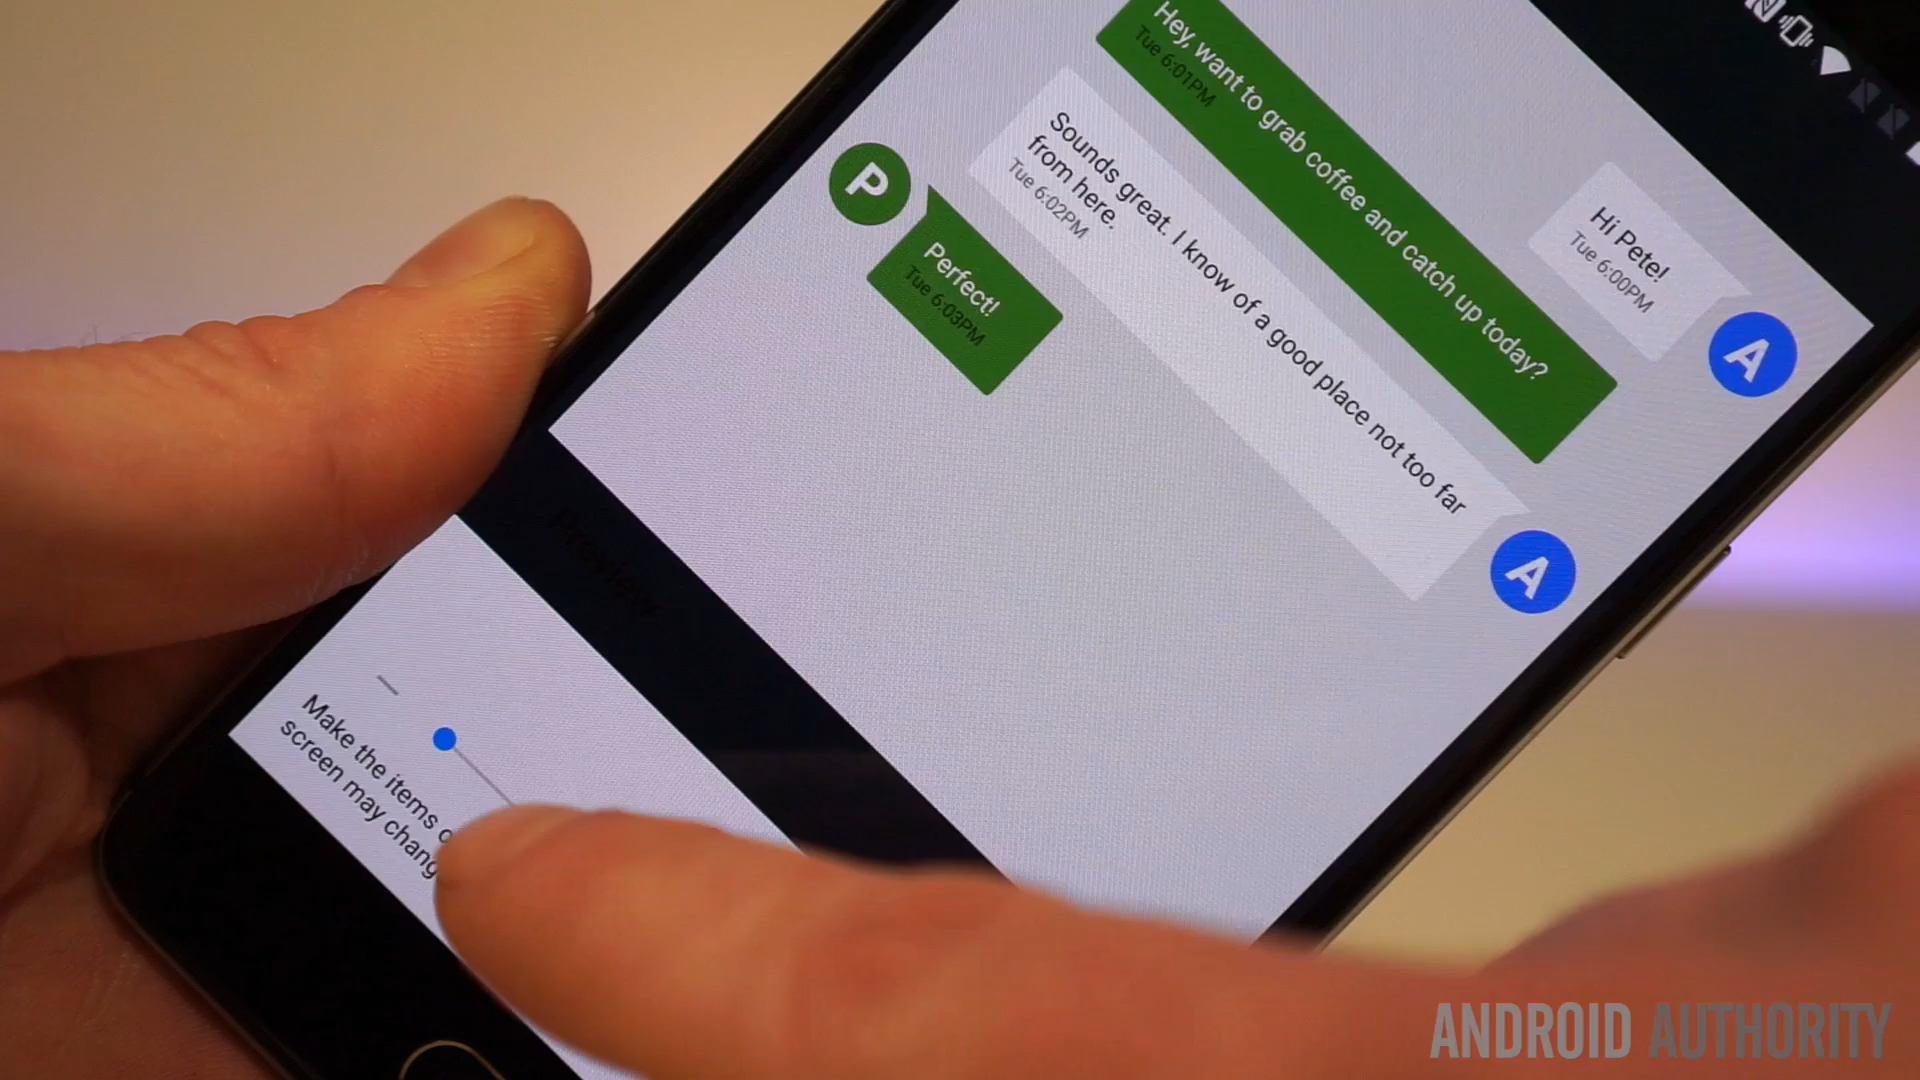 Hi Pete!
Tue 6:00PM
A
Hey, want to grab coffee and catch up today?
Tue 6:01PM
Sounds great. I know of a good place not too far
from here.
Tue 6:02PM
A
P
Perfect!
Tue 6:03PM
Preview
Make the items
screen may
ANDROID AUTHORITY